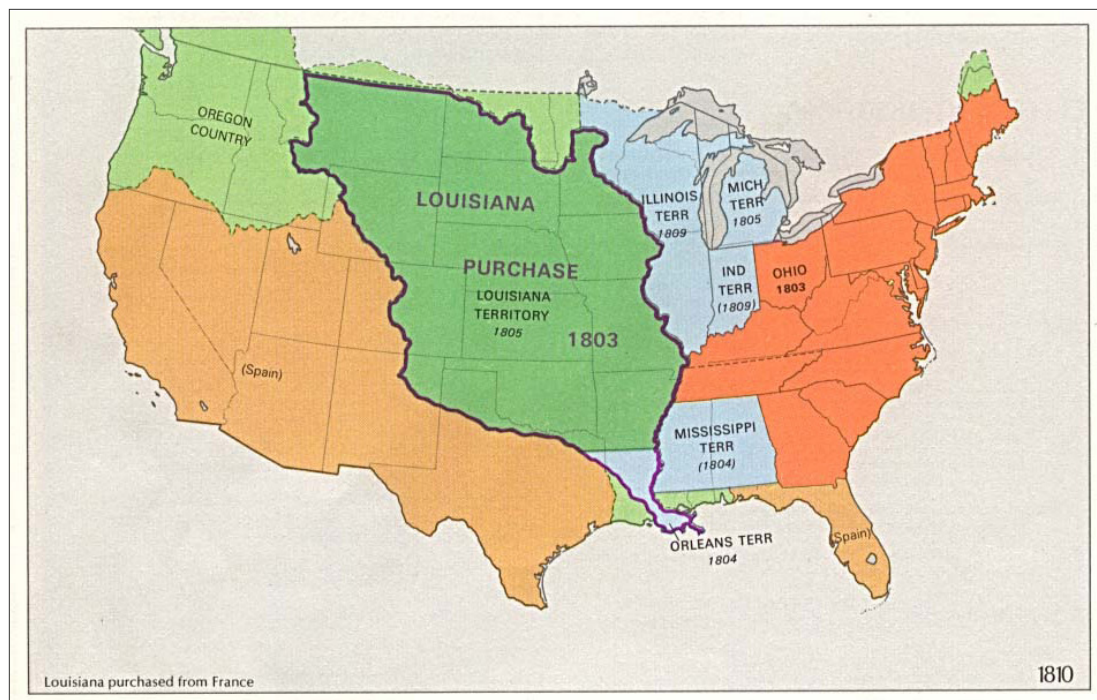 OREGON
COUNTRY
LOUISIANA
PURCHASE
LOUISIANA
TERRITORY
1805
1803
(Spain)
ILLINOIS
TERR
1809
MICH
TERR
1805
IND
TERR
(1809)
OHIO
1803
MISSISSIPPI
TERR
(1804)
ORLEANS TERR
1804
(Spain)
Louisiana purchased from France
1810